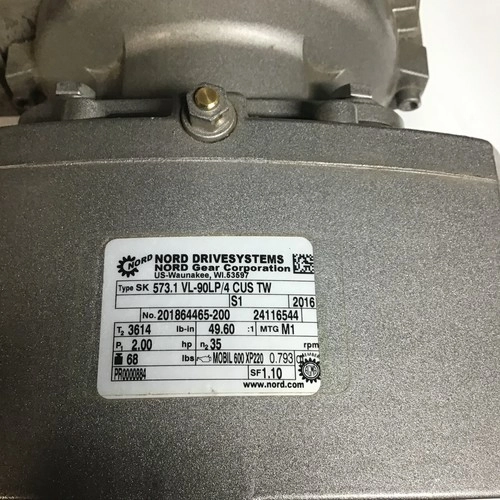 NORD
NORD DRIVESYSTEMS
NORD Gear Corporation
US-Waunakee, WI.53597
Type SK 573.1 VL-90LP/4 CUS TW
S1 2016
No. 201864465-200 24116544
T2 3614 lb-in 49.60 :1 MTG M1
P1 2.00 hp n2 35 rpm
68 lbs MOBIL 600 XP220 0.793
PR0000884 SF 1.10
www.nord.com